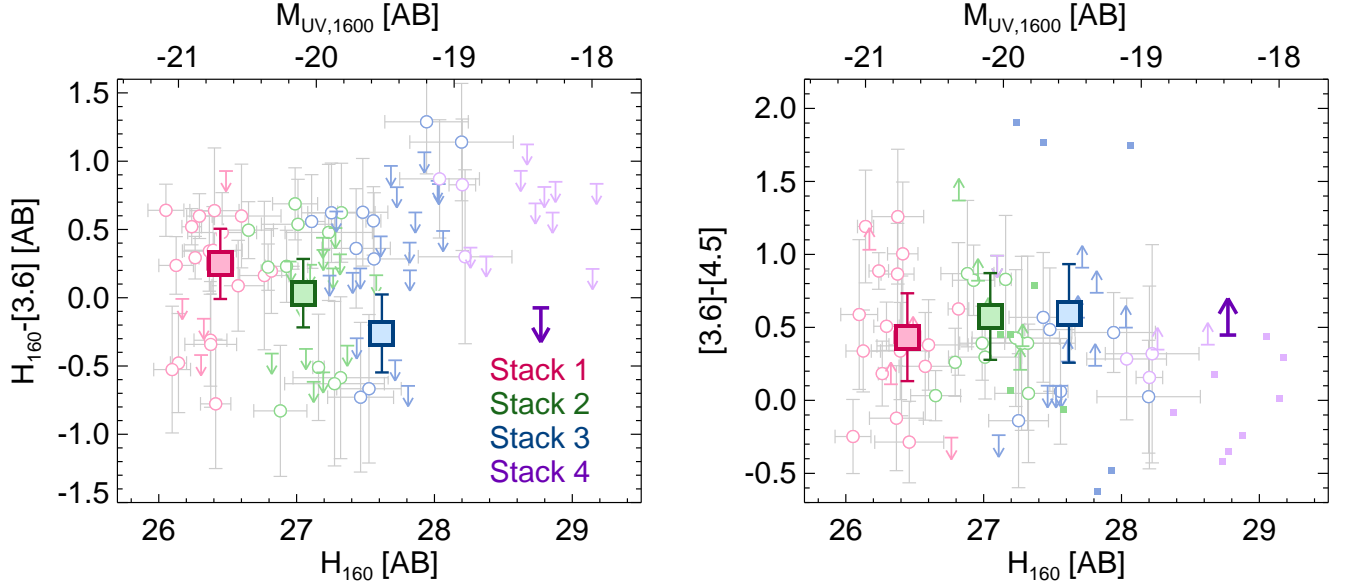 M_UV,1600 [AB]
-21 -20 -19 -18
1.5
1.0
0.5
0.0
-0.5
-1.0
-1.5
H_160-[3.6] [AB]
Stack 1
Stack 2
Stack 3
Stack 4
26 27 28 29
H_160 [AB]
M_UV,1600 [AB]
-21 -20 -19 -18
2.0
1.5
1.0
0.5
0.0
-0.5
[3.6]-[4.5]
26 27 28 29
H_160 [AB]